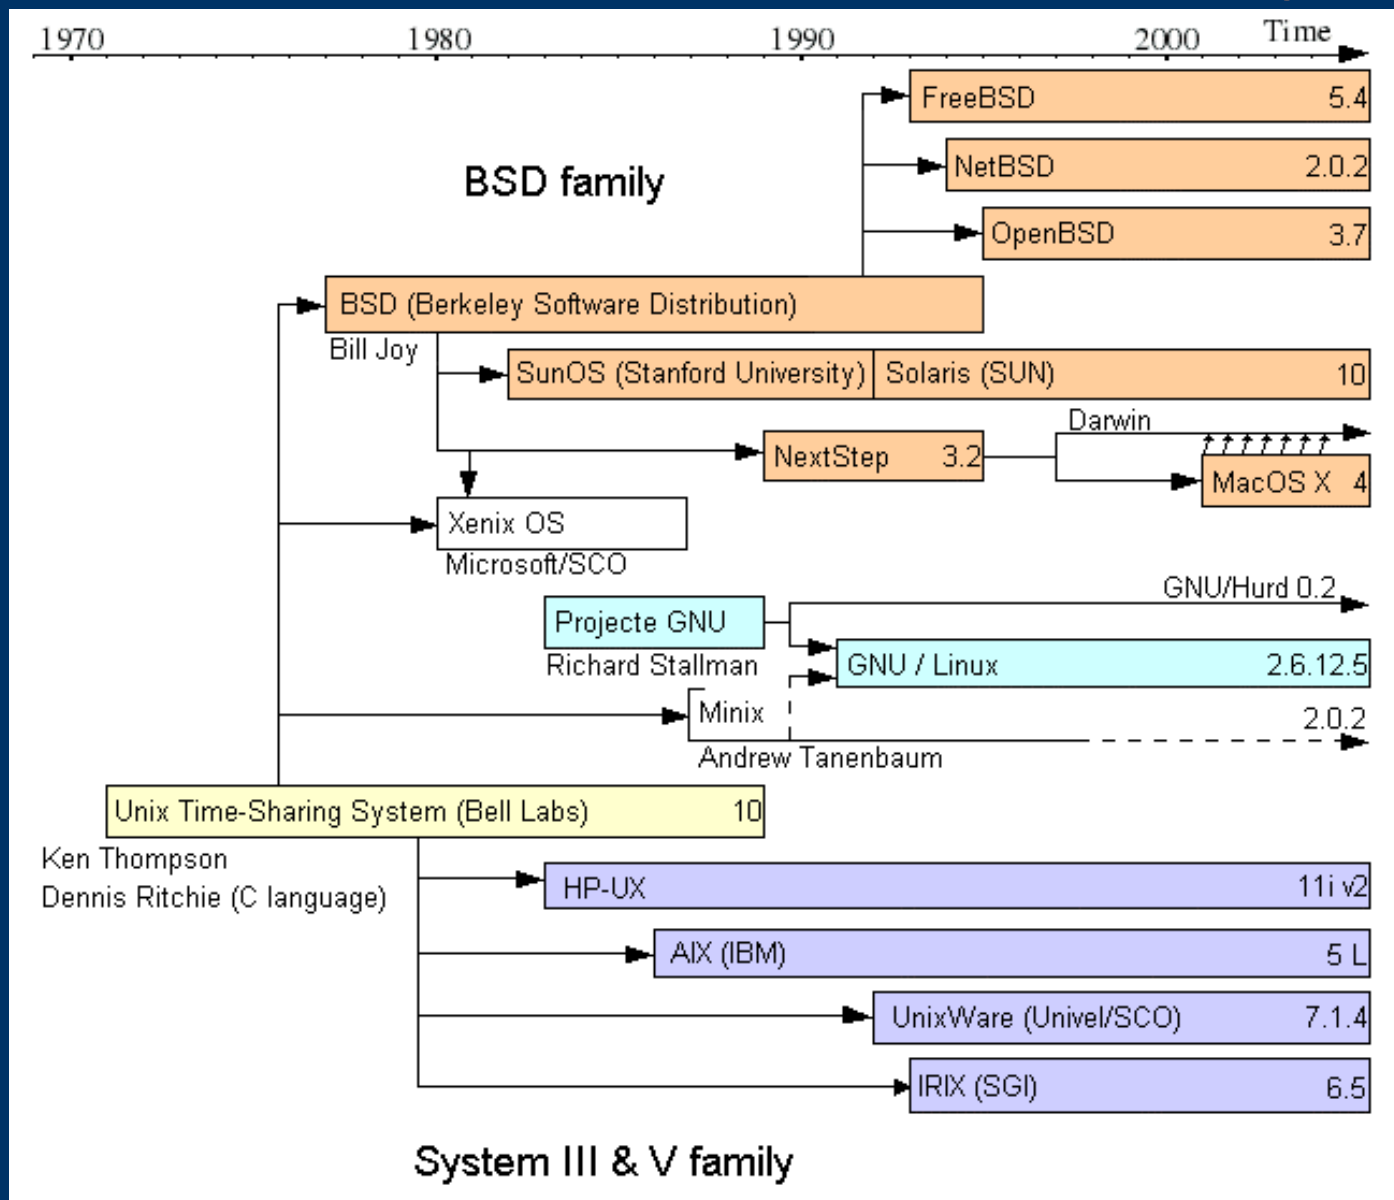 1970 1980 1990 2000 Time
FreeBSD 5.4
BSD family
NetBSD 2.0.2
OpenBSD 3.7
BSD (Berkeley Software Distribution)
Bill Joy
SunOS (Stanford University) Solaris (SUN) 10
Darwin
NextStep 3.2
MacOS X 4
Xenix OS
Microsoft/SCO
GNU/Hurd 0.2
Projecte GNU
Richard Stallman
GNU / Linux 2.6.12.5
Minix 2.0.2
Andrew Tanenbaum
Unix Time-Sharing System (Bell Labs) 10
Ken Thompson
Dennis Ritchie (C language)
HP-UX 11i v2
AIX (IBM) 5 L
UnixWare (Univel/SCO) 7.1.4
IRIX (SGI) 6.5
System III & V family